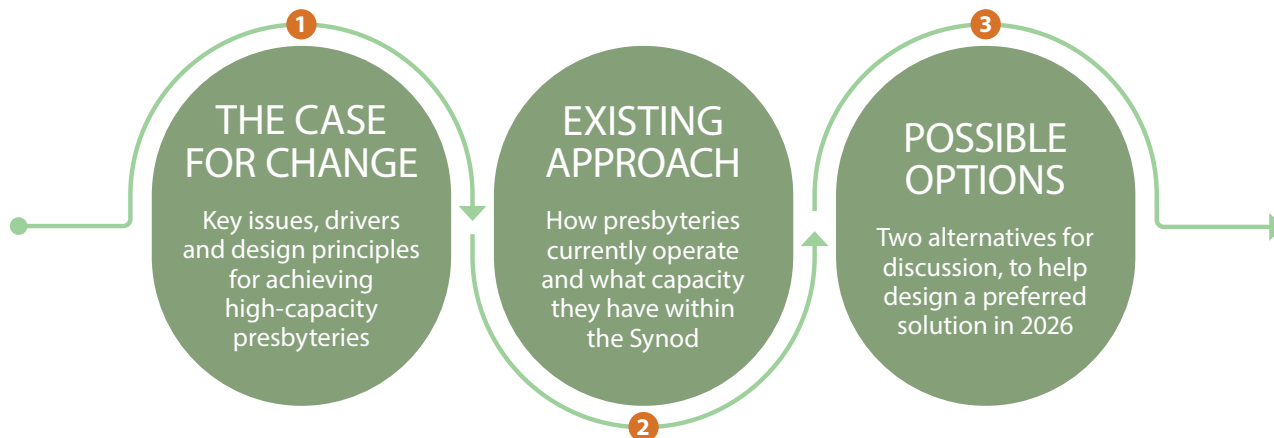 1
THE CASE
FOR CHANGE
Key issues, drivers
and design principles
for achieving
high-capacity
presbyteries
2
EXISTING
APPROACH
How presbyteries
currently operate
and what capacity
they have within
the Synod
3
POSSIBLE
OPTIONS
Two alternatives for
discussion, to help
design a preferred
solution in 2026